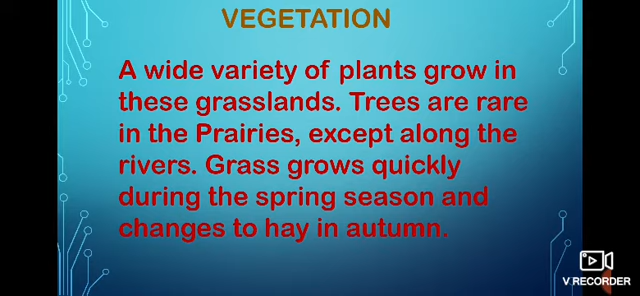 VEGETATION
A wide variety of plants grow in
these grasslands. Trees are rare
in the Prairies, except along the
rivers. Grass grows quickly
during the spring season and
changes to hay in autumn.
V RECORDER